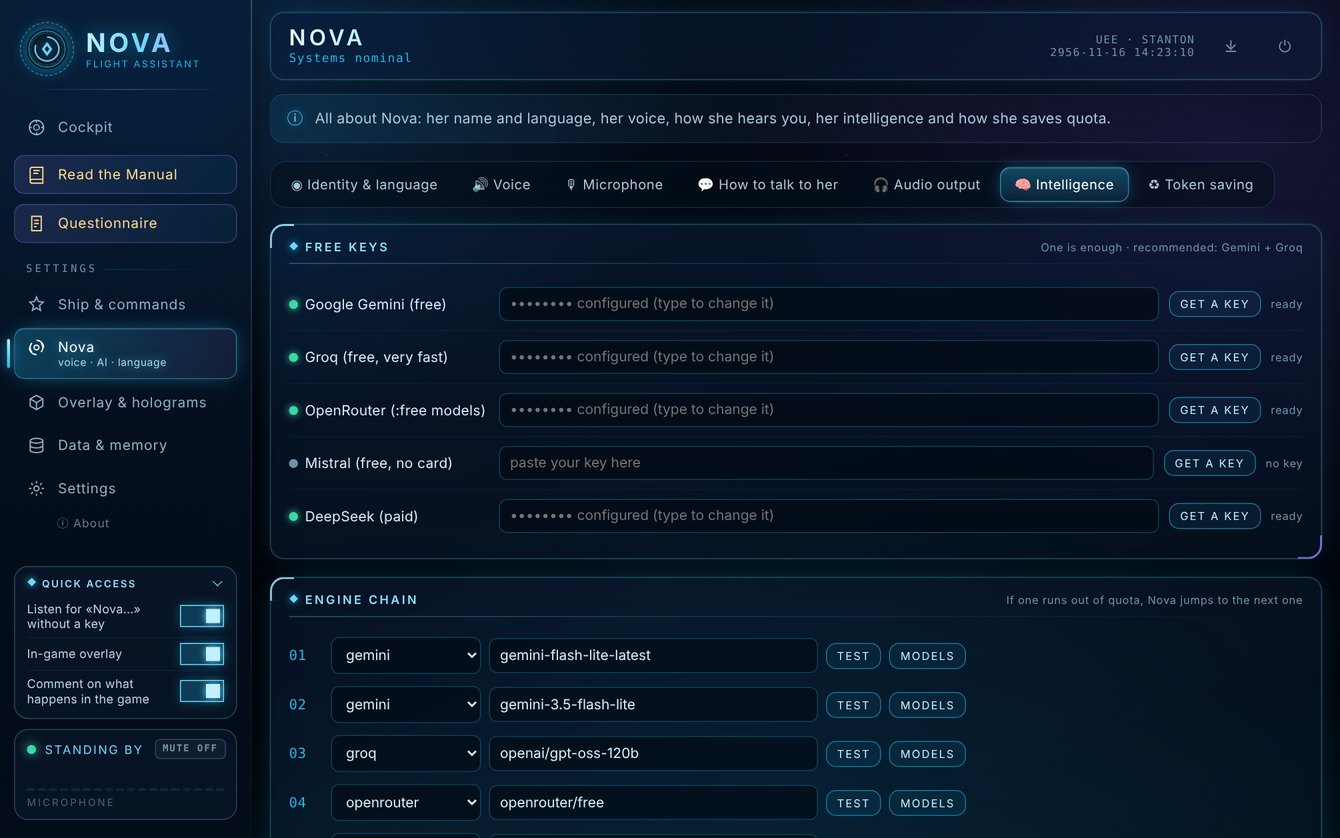 NOVA
FLIGHT ASSISTANT
Cockpit
Read the Manual
Questionnaire
SETTINGS
Ship & commands
Nova
voice · AI · language
Overlay & holograms
Data & memory
Settings
ⓘ About
QUICK ACCESS
Listen for «Nova...»
without a key
In-game overlay
Comment on what
happens in the game
STANDING BY MUTE OFF
MICROPHONE
NOVA
Systems nominal
UEE · STANTON
2956-11-16 14:23:10
All about Nova: her name and language, her voice, how she hears you, her intelligence and how she saves quota.
Identity & language Voice Microphone How to talk to her Audio output Intelligence Token saving
FREE KEYS One is enough · recommended: Gemini + Groq
Google Gemini (free) •••••••• configured (type to change it) GET A KEY ready
Groq (free, very fast) •••••••• configured (type to change it) GET A KEY ready
OpenRouter (:free models) •••••••• configured (type to change it) GET A KEY ready
Mistral (free, no card) paste your key here GET A KEY no key
DeepSeek (paid) •••••••• configured (type to change it) GET A KEY ready
ENGINE CHAIN If one runs out of quota, Nova jumps to the next one
01 gemini gemini-flash-lite-latest TEST MODELS
02 gemini gemini-3.5-flash-lite TEST MODELS
03 groq openai/gpt-oss-120b TEST MODELS
04 openrouter openrouter/free TEST MODELS